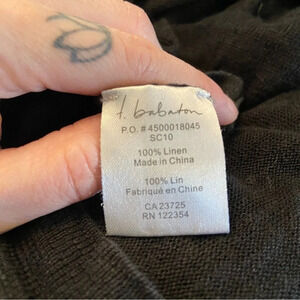 t. babaton
P.O. # 4500018045
SC10
100% Linen
Made in China
100% Lin
Fabriqué en Chine
CA 23725
RN 122354